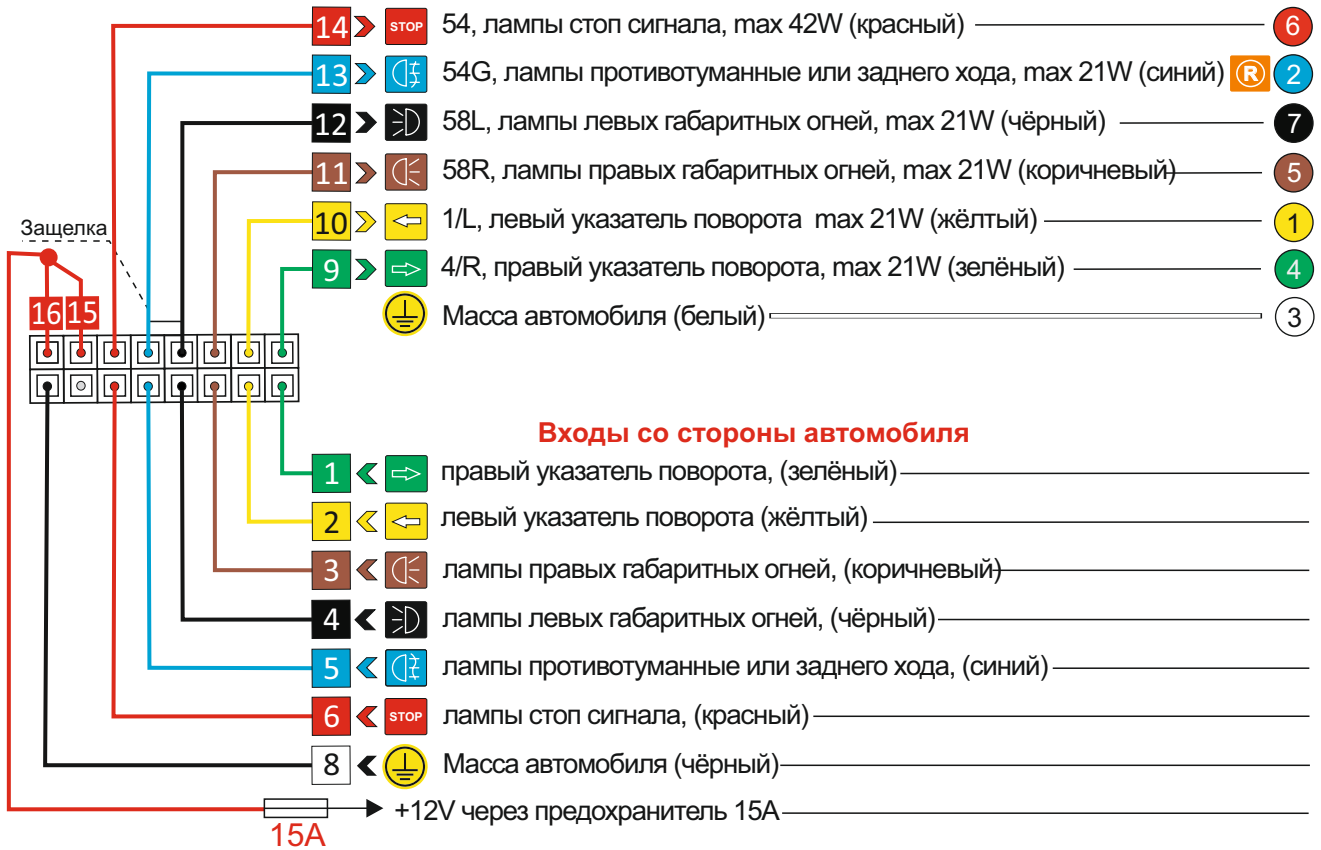 14 STOP 54, лампы стоп сигнала, max 42W (красный) 6
13 54G, лампы противотуманные или заднего хода, max 21W (синий) R 2
12 58L, лампы левых габаритных огней, max 21W (чёрный) 7
11 58R, лампы правых габаритных огней, max 21W (коричневый) 5
10 1/L, левый указатель поворота max 21W (жёлтый) 1
Защелка
9 4/R, правый указатель поворота, max 21W (зелёный) 4
16 15
Масса автомобиля (белый) 3
Входы со стороны автомобиля
1 правый указатель поворота, (зелёный)
2 левый указатель поворота (жёлтый)
3 лампы правых габаритных огней, (коричневый)
4 лампы левых габаритных огней, (чёрный)
5 лампы противотуманные или заднего хода, (синий)
6 STOP лампы стоп сигнала, (красный)
8 Масса автомобиля (чёрный)
+12V через предохранитель 15А
15А